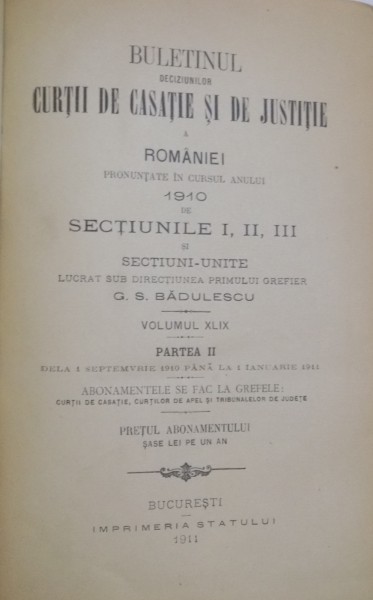 BULETINUL
DECIZIUNILOR
CURȚII DE CASAȚIE ȘI DE JUSTIȚIE
A
ROMÂNIEI
PRONUNȚATE ÎN CURSUL ANULUI
1910
DE
SECȚIUNILE I, II, III
ȘI
SECȚIUNI-UNITE
LUCRAT SUB DIRECȚIUNEA PRIMULUI GREFIER
G. S. BĂDULESCU
VOLUMUL XLIX
PARTEA II
DELA 1 SEPTEMVRIE 1910 PÂNĂ LA 1 IANUARIE 1911
ABONAMENTELE SE FAC LA GREFELE:
CURȚII DE CASAȚIE, CURȚILOR DE APEL ȘI TRIBUNALELOR DE JUDEȚE
PREȚUL ABONAMENTULUI
ȘASE LEI PE UN AN
BUCUREȘTI
IMPRIMERIA STATULUI
1911